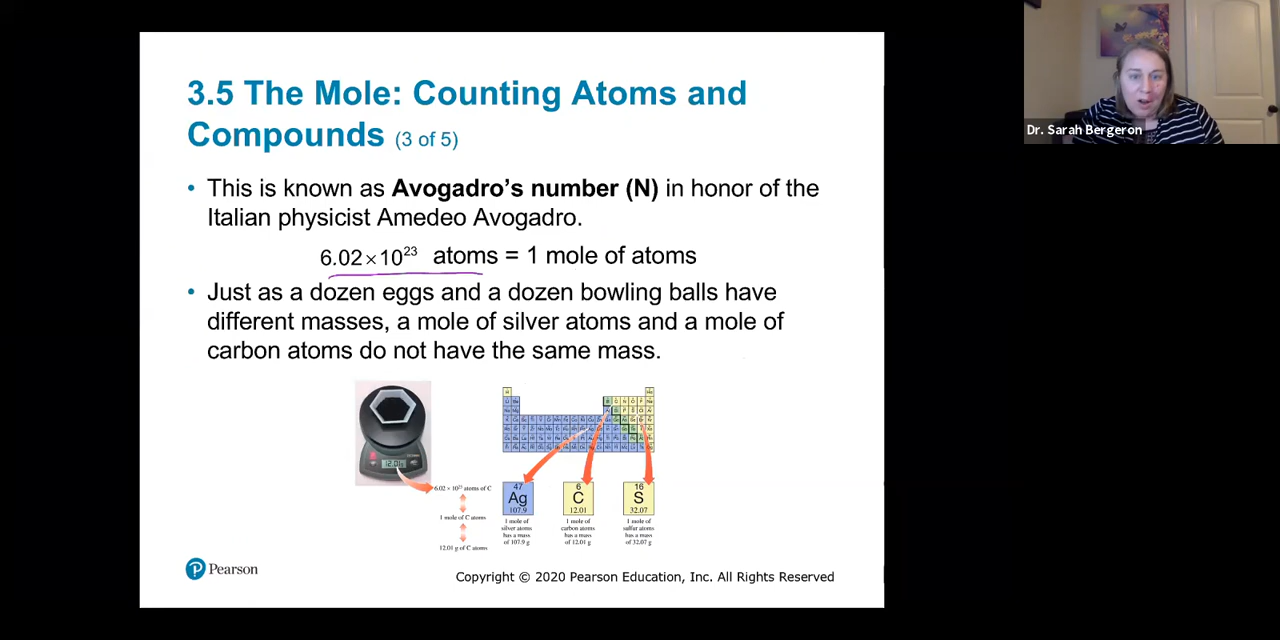 3.5 The Mole: Counting Atoms and
Compounds (3 of 5)
• This is known as Avogadro's number (N) in honor of the
Italian physicist Amedeo Avogadro.
6.02×10²³ atoms = 1 mole of atoms
• Just as a dozen eggs and a dozen bowling balls have
different masses, a mole of silver atoms and a mole of
carbon atoms do not have the same mass.
6.02 × 10²³ atoms of C
1 mole of C atoms
12.01 g of C atoms
47
Ag
107.9
1 mole of
silver atoms
has a mass
of 107.9 g
6
C
12.01
1 mole of
carbon atoms
has a mass
of 12.01 g
16
S
32.07
1 mole of
sulfur atoms
has a mass
of 32.07 g
P Pearson
Copyright © 2020 Pearson Education, Inc. All Rights Reserved
Dr. Sarah Bergeron